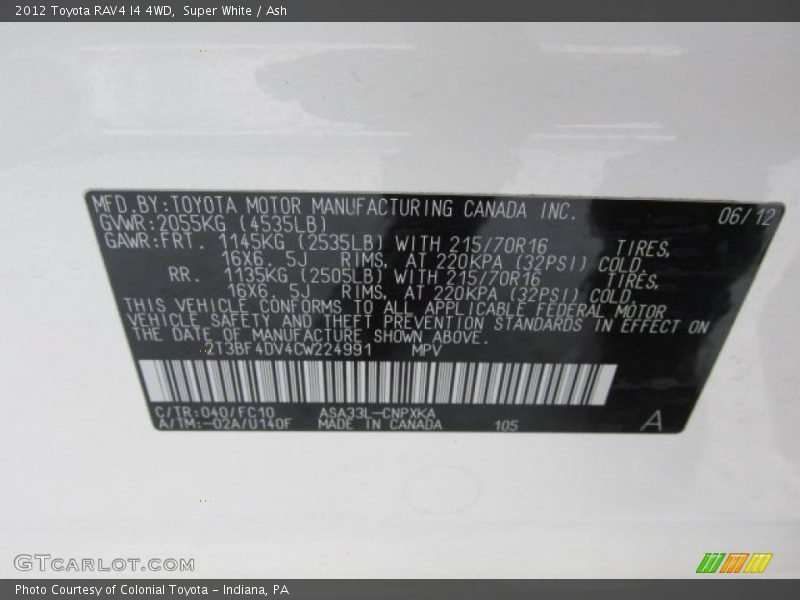 2012 Toyota RAV4 I4 4WD, Super White / Ash
MFD. BY: TOYOTA MOTOR MANUFACTURING CANADA INC. 06/12
GVWR: 2055KG (4535LB)
GAWR: FRT. 1145KG (2535LB) WITH 215/70R16 TIRES,
16X6. 5J RIMS, AT 220KPA (32PSI) COLD.
RR. 1135KG (2505LB) WITH 215/70R16 TIRES,
16X6. 5J RIMS, AT 220KPA (32PSI) COLD.
THIS VEHICLE CONFORMS TO ALL APPLICABLE FEDERAL MOTOR
VEHICLE SAFETY AND THEFT PREVENTION STANDARDS IN EFFECT ON
THE DATE OF MANUFACTURE SHOWN ABOVE.
2T3BF4DV4CW224991 MPV
C/TR: 040/FC10 ASA33L-CNPXKA
A/TM: -02A/U140F MADE IN CANADA 105 A
GTCARLOT.COM
Photo Courtesy of Colonial Toyota - Indiana, PA